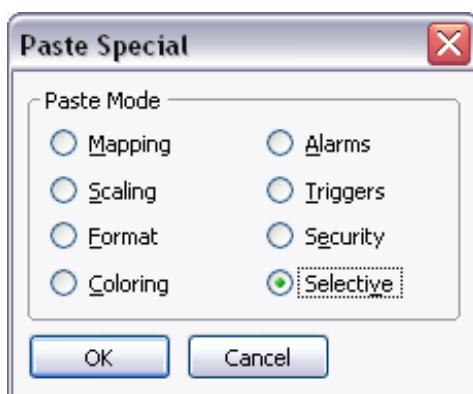 Paste Special
Paste Mode
Mapping
Alarms
Scaling
Triggers
Format
Security
Coloring
Selective
OK
Cancel